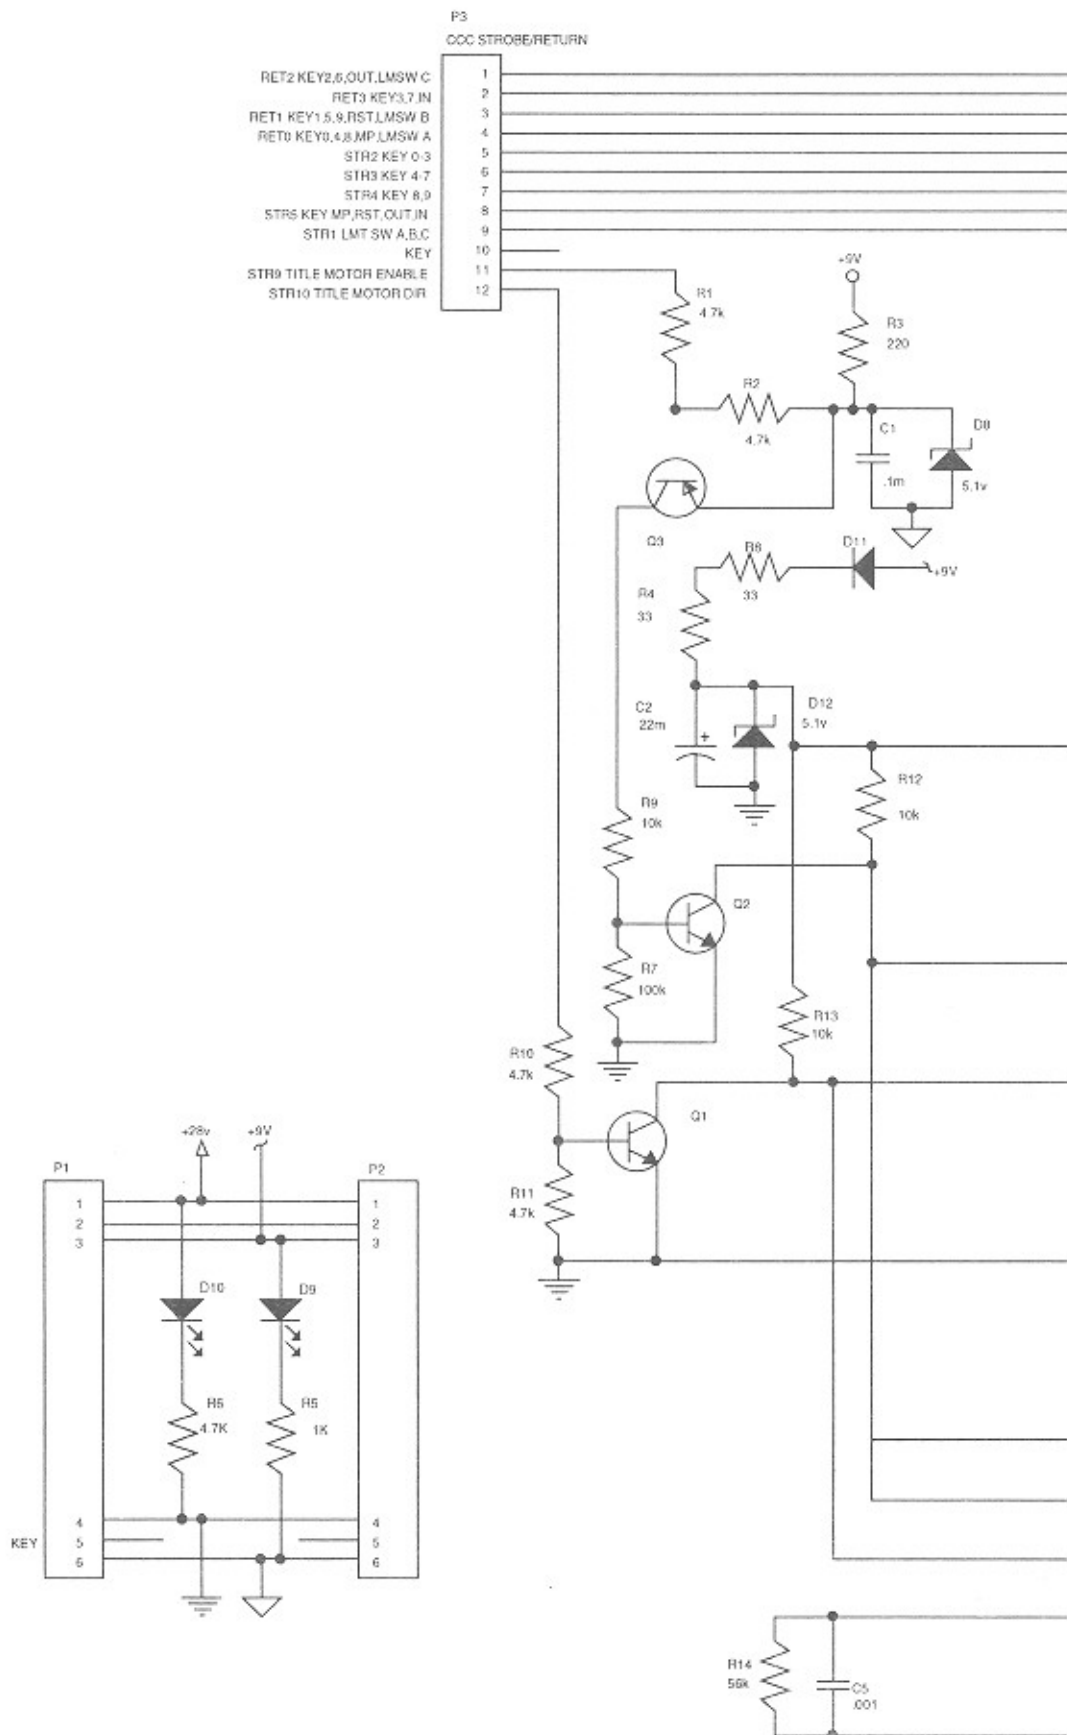 P3
CCC STROBE/RETURN
RET2 KEY2,6,OUT,LMSW C 1
RET3 KEY3,7,IN 2
RET1 KEY1,5,9,RST,LMSW B 3
RET0 KEY0,4,8,MP,LMSW A 4
STR2 KEY 0-3 5
STR3 KEY 4-7 6
STR4 KEY 8,9 7
STR5 KEY MP,RST,OUT,IN 8
STR1 LMT SW A,B,C 9
KEY 10
STR9 TITLE MOTOR ENABLE 11
STR10 TITLE MOTOR DIR 12
+9V
R1
4.7k
R3
220
R2
4.7k
C1
.1m
D8
5.1v
Q3
R6
33
D11
+9V
R4
33
C2
22m
+
D12
5.1v
R12
10k
R9
10k
Q2
R7
100k
R13
10k
R10
4.7k
Q1
R11
4.7k
+28v
+9V
P1
P2
1
2
3
1
2
3
D10
D9
R6
4.7K
R5
1K
4
KEY 5
6
4
5
6
R14
56k
C5
.001